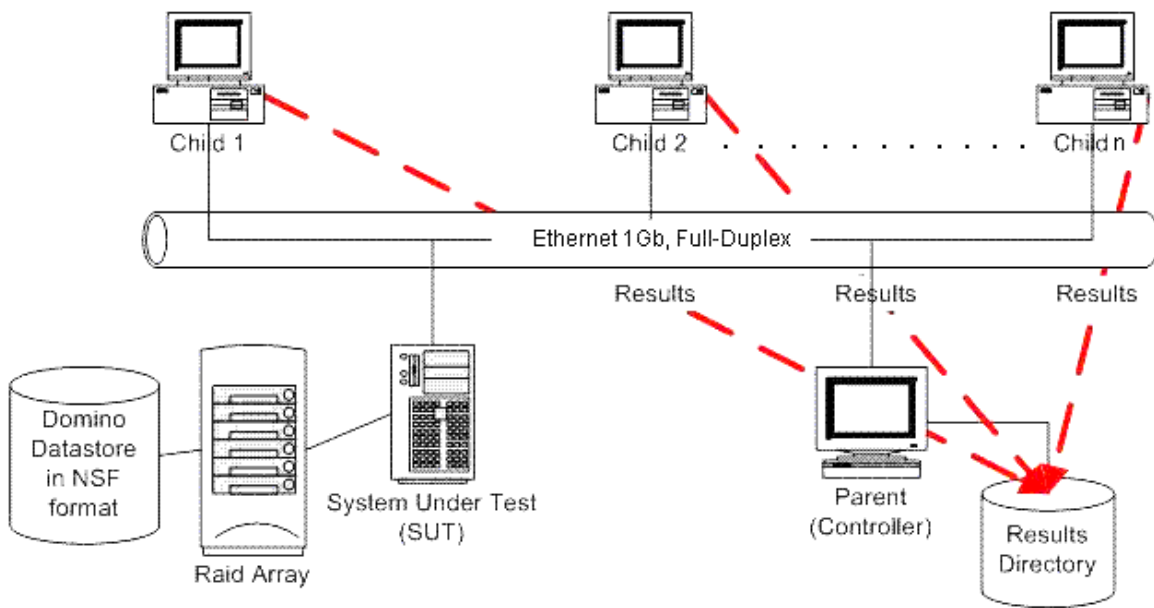 Child 1
Child 2
Child n
Ethernet 1Gb, Full-Duplex
Results
Results
Results
Domino
Datastore
in NSF
format
System Under Test
(SUT)
Parent
(Controller)
Results
Directory
Raid Array